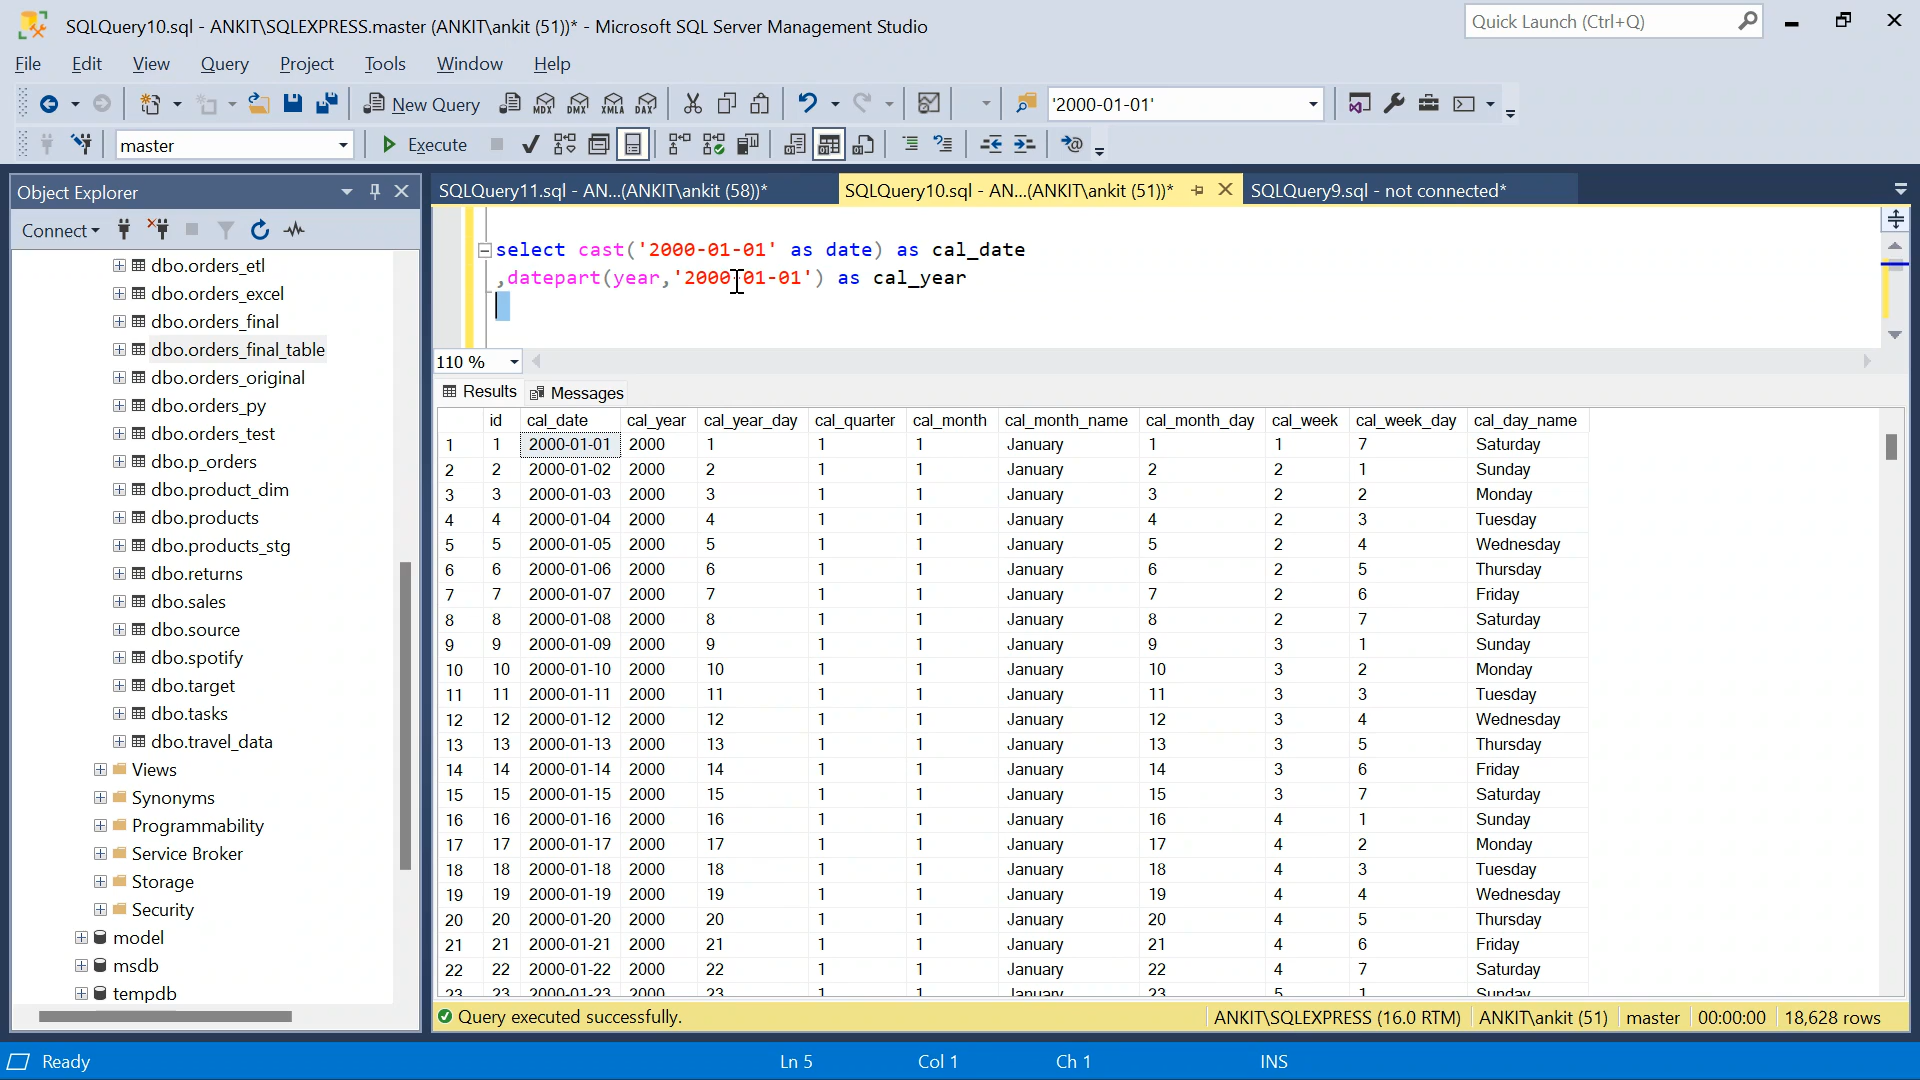 SQLQuery10.sql - ANKIT\SQLEXPRESS.master (ANKIT\ankit (51))* - Microsoft SQL Server Management Studio
Quick Launch (Ctrl+Q)
File Edit View Query Project Tools Window Help
New Query MDX DMX XMLA DAX '2000-01-01'
master Execute
Object Explorer
SQLQuery11.sql - AN...(ANKIT\ankit (58))* SQLQuery10.sql - AN...(ANKIT\ankit (51))* SQLQuery9.sql - not connected*
Connect
dbo.orders_etl
dbo.orders_excel
dbo.orders_final
dbo.orders_final_table
dbo.orders_original
dbo.orders_py
dbo.orders_test
dbo.p_orders
dbo.product_dim
dbo.products
dbo.products_stg
dbo.returns
dbo.sales
dbo.source
dbo.spotify
dbo.target
dbo.tasks
dbo.travel_data
Views
Synonyms
Programmability
Service Broker
Storage
Security
model
msdb
tempdb
select cast('2000-01-01' as date) as cal_date
,datepart(year,'2000-01-01') as cal_year
110 %
Results Messages
id cal_date cal_year cal_year_day cal_quarter cal_month cal_month_name cal_month_day cal_week cal_week_day cal_day_name
1 1 2000-01-01 2000 1 1 1 January 1 1 7 Saturday
2 2 2000-01-02 2000 2 1 1 January 2 2 1 Sunday
3 3 2000-01-03 2000 3 1 1 January 3 2 2 Monday
4 4 2000-01-04 2000 4 1 1 January 4 2 3 Tuesday
5 5 2000-01-05 2000 5 1 1 January 5 2 4 Wednesday
6 6 2000-01-06 2000 6 1 1 January 6 2 5 Thursday
7 7 2000-01-07 2000 7 1 1 January 7 2 6 Friday
8 8 2000-01-08 2000 8 1 1 January 8 2 7 Saturday
9 9 2000-01-09 2000 9 1 1 January 9 3 1 Sunday
10 10 2000-01-10 2000 10 1 1 January 10 3 2 Monday
11 11 2000-01-11 2000 11 1 1 January 11 3 3 Tuesday
12 12 2000-01-12 2000 12 1 1 January 12 3 4 Wednesday
13 13 2000-01-13 2000 13 1 1 January 13 3 5 Thursday
14 14 2000-01-14 2000 14 1 1 January 14 3 6 Friday
15 15 2000-01-15 2000 15 1 1 January 15 3 7 Saturday
16 16 2000-01-16 2000 16 1 1 January 16 4 1 Sunday
17 17 2000-01-17 2000 17 1 1 January 17 4 2 Monday
18 18 2000-01-18 2000 18 1 1 January 18 4 3 Tuesday
19 19 2000-01-19 2000 19 1 1 January 19 4 4 Wednesday
20 20 2000-01-20 2000 20 1 1 January 20 4 5 Thursday
21 21 2000-01-21 2000 21 1 1 January 21 4 6 Friday
22 22 2000-01-22 2000 22 1 1 January 22 4 7 Saturday
23 23 2000-01-23 2000 23 1 1 January 23 5 1 Sunday
Query executed successfully. ANKIT\SQLEXPRESS (16.0 RTM) ANKIT\ankit (51) master 00:00:00 18,628 rows
Ready Ln 5 Col 1 Ch 1 INS